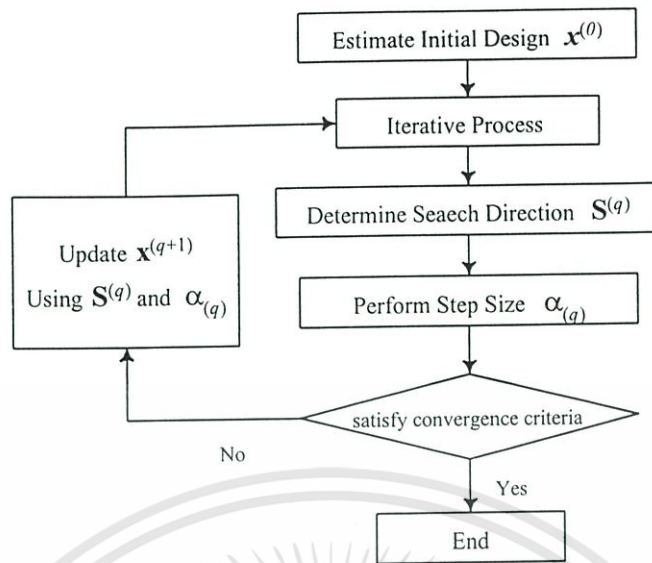 Estimate Initial Design x^(0)
Iterative Process
Determine Seaech Direction S^(q)
Perform Step Size α_(q)
satisfy convergence criteria
No
Yes
End
Update x^(q+1)
Using S^(q) and α_(q)